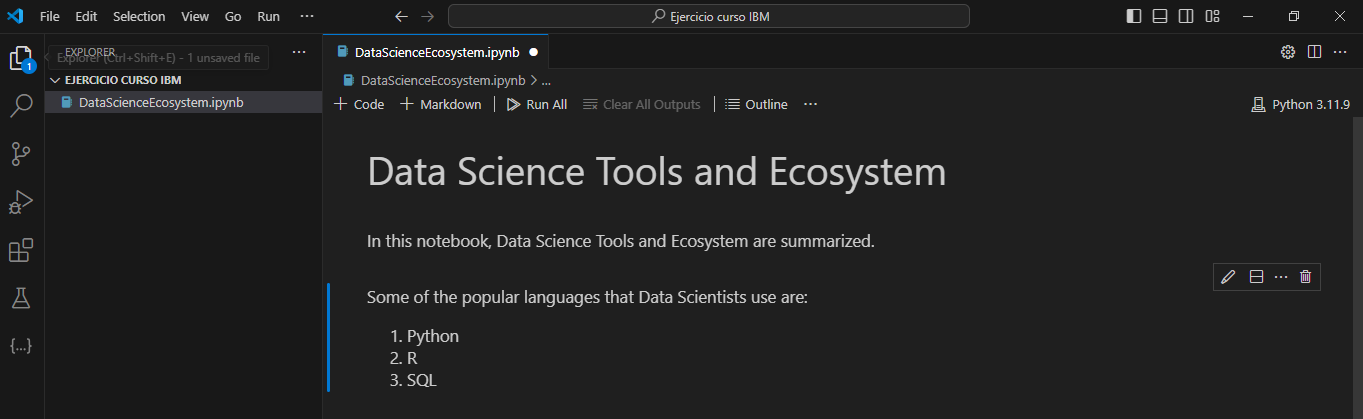 File Edit Selection View Go Run ··· Ejercicio curso IBM
EXPLORER ···
Explorer (Ctrl+Shift+E) - 1 unsaved file
1
EJERCICIO CURSO IBM
DataScienceEcosystem.ipynb
DataScienceEcosystem.ipynb ●
DataScienceEcosystem.ipynb > ...
+ Code + Markdown Run All Clear All Outputs Outline ··· Python 3.11.9
Data Science Tools and Ecosystem
In this notebook, Data Science Tools and Ecosystem are summarized.
Some of the popular languages that Data Scientists use are:
1. Python
2. R
3. SQL